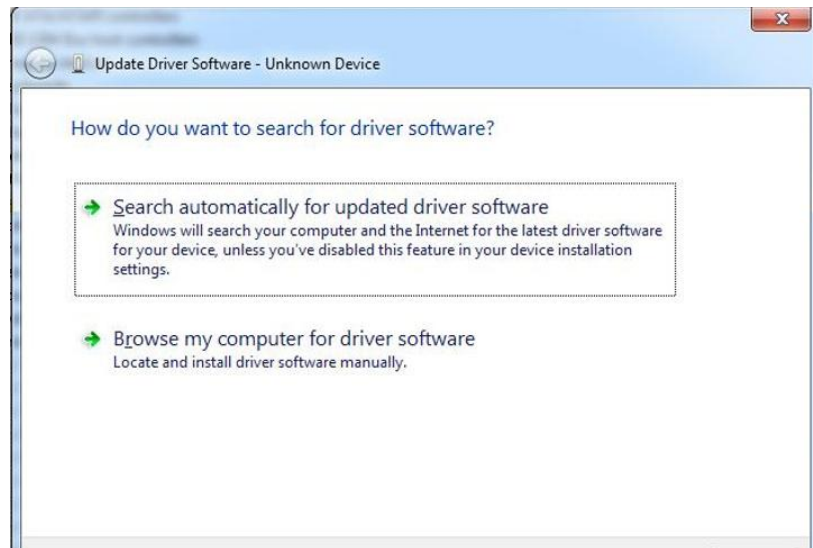 Update Driver Software - Unknown Device
How do you want to search for driver software?
Search automatically for updated driver software
Windows will search your computer and the Internet for the latest driver software
for your device, unless you've disabled this feature in your device installation
settings.
Browse my computer for driver software
Locate and install driver software manually.